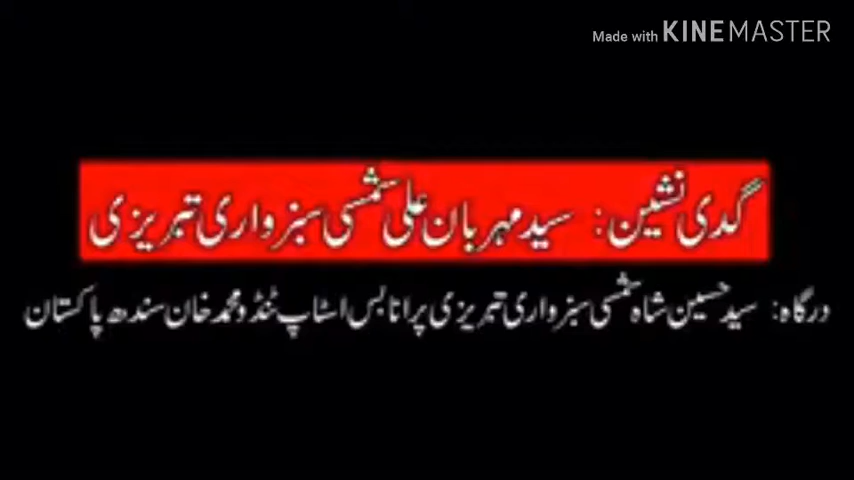 Made with KINEMASTER
گدی نشین: سید مہربان علی شمسی سبزواری تبریزی
درگاہ: سید حسین شاہ شمسی سبزواری تبریزی پرانا بس اسٹاپ ٹنڈو محمد خان سندھ پاکستان